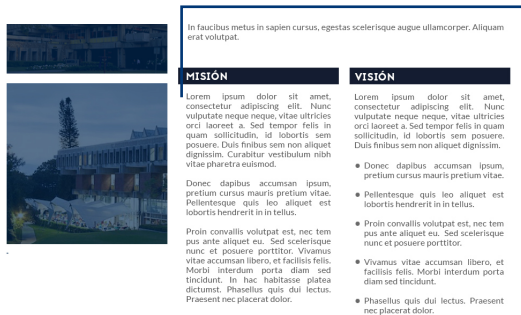 In faucibus metus in sapien cursus, egestas scelerisque augue ullamcorper. Aliquam
erat volutpat.
MISIÓN
Lorem ipsum dolor sit amet,
consectetur adipiscing elit. Nunc
vulputate neque neque, vitae ultricies
orci laoreet a. Sed tempor felis in
quam sollicitudin, id lobortis sem
posuere. Duis finibus sem non aliquet
dignissim. Curabitur vestibulum nibh
vitae pharetra euismod.
Donec dapibus accumsan ipsum,
pretium cursus mauris pretium vitae.
Pellentesque quis leo aliquet est
lobortis hendrerit in in tellus.
Proin convallis volutpat est, nec tem
pus ante aliquet eu. Sed scelerisque
nunc et posuere porttitor. Vivamus
vitae accumsan libero, et facilisis felis.
Morbi interdum porta diam sed
tincidunt. In hac habitasse platea
dictumst. Phasellus quis dui lectus.
Praesent nec placerat dolor.
VISIÓN
Lorem ipsum dolor sit amet,
consectetur adipiscing elit. Nunc
vulputate neque neque, vitae ultricies
orci laoreet a. Sed tempor felis in
quam sollicitudin, id lobortis sem posuere.
Duis finibus sem non aliquet dignissim.
• Donec dapibus accumsan ipsum,
pretium cursus mauris pretium vitae.
• Pellentesque quis leo aliquet est
lobortis hendrerit in in tellus.
• Proin convallis volutpat est, nec tem
pus ante aliquet eu. Sed scelerisque
nunc et posuere porttitor.
• Vivamus vitae accumsan libero, et
facilisis felis. Morbi interdum porta
diam sed tincidunt.
• Phasellus quis dui lectus. Praesent
nec placerat dolor.